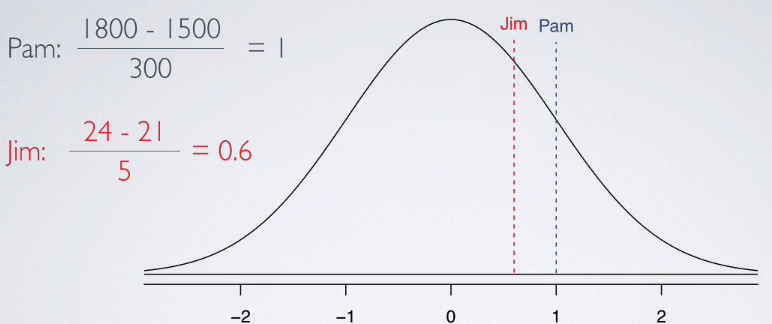 Pam: 1800 - 1500 / 300 = 1
Jim: 24 - 21 / 5 = 0.6
Jim Pam
-2 -1 0 1 2